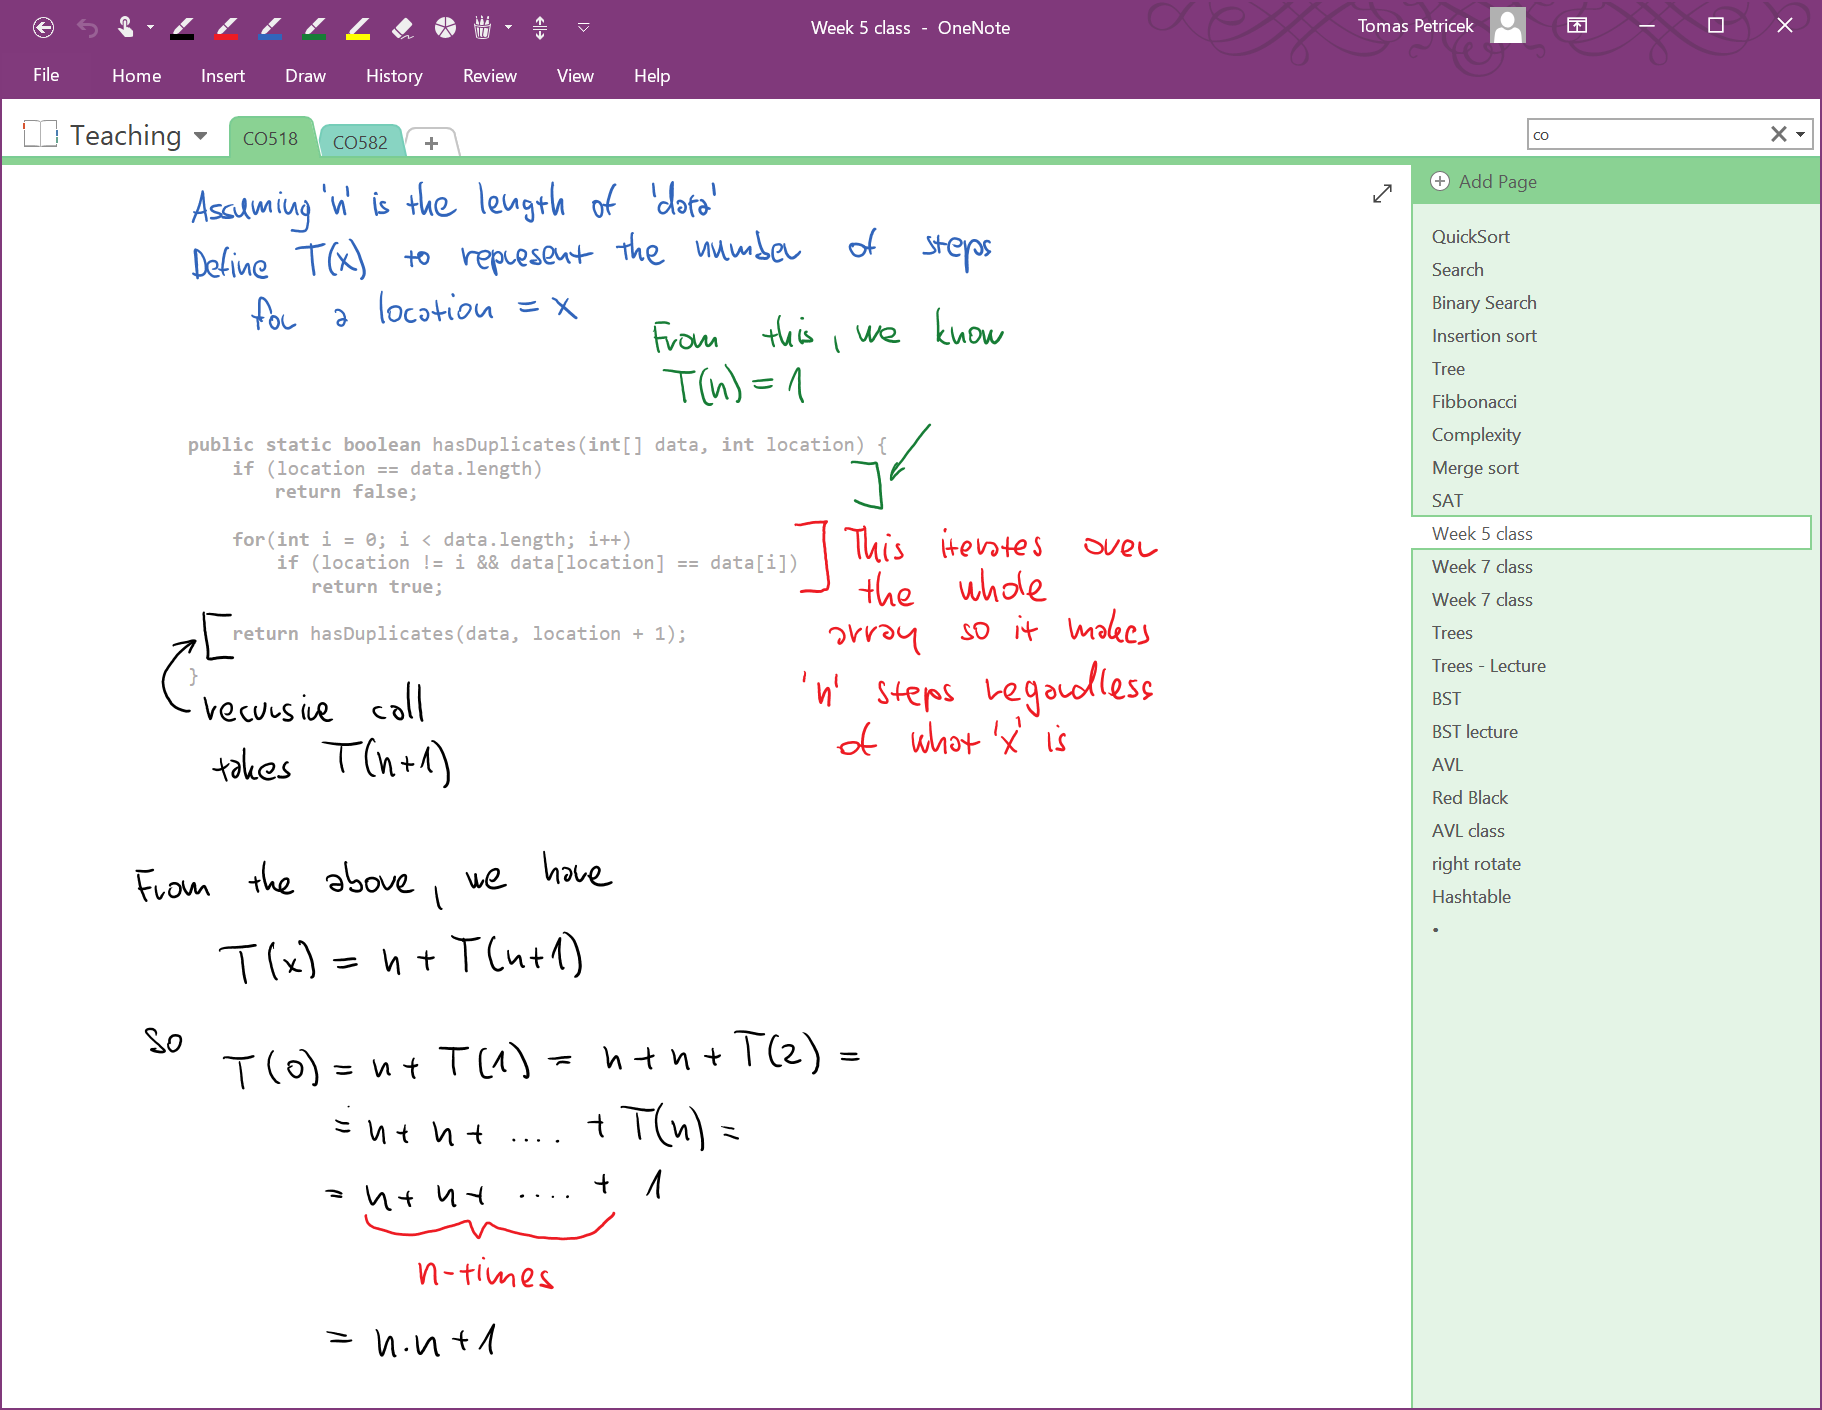 Week 5 class - OneNote
Tomas Petricek
File Home Insert Draw History Review View Help
Teaching CO518 CO582 +
co
Assuming 'n' is the length of 'data'
Define T(x) to represent the number of steps
for a location = x
From this, we know
T(n) = 1
public static boolean hasDuplicates(int[] data, int location) {
if (location == data.length)
return false;
for(int i = 0; i < data.length; i++)
if (location != i && data[location] == data[i])
return true;
return hasDuplicates(data, location + 1);
}
This iterates over
the whole
array so it makes
'n' steps regardless
of what 'x' is
recursive call
takes T(n+1)
From the above, we have
T(x) = n + T(n+1)
So
T(0) = n + T(1) = n + n + T(2) =
= n + n + .... + T(n) =
= n + n + .... + 1
n-times
= n.n + 1
Add Page
QuickSort
Search
Binary Search
Insertion sort
Tree
Fibbonacci
Complexity
Merge sort
SAT
Week 5 class
Week 7 class
Week 7 class
Trees
Trees - Lecture
BST
BST lecture
AVL
Red Black
AVL class
right rotate
Hashtable
•